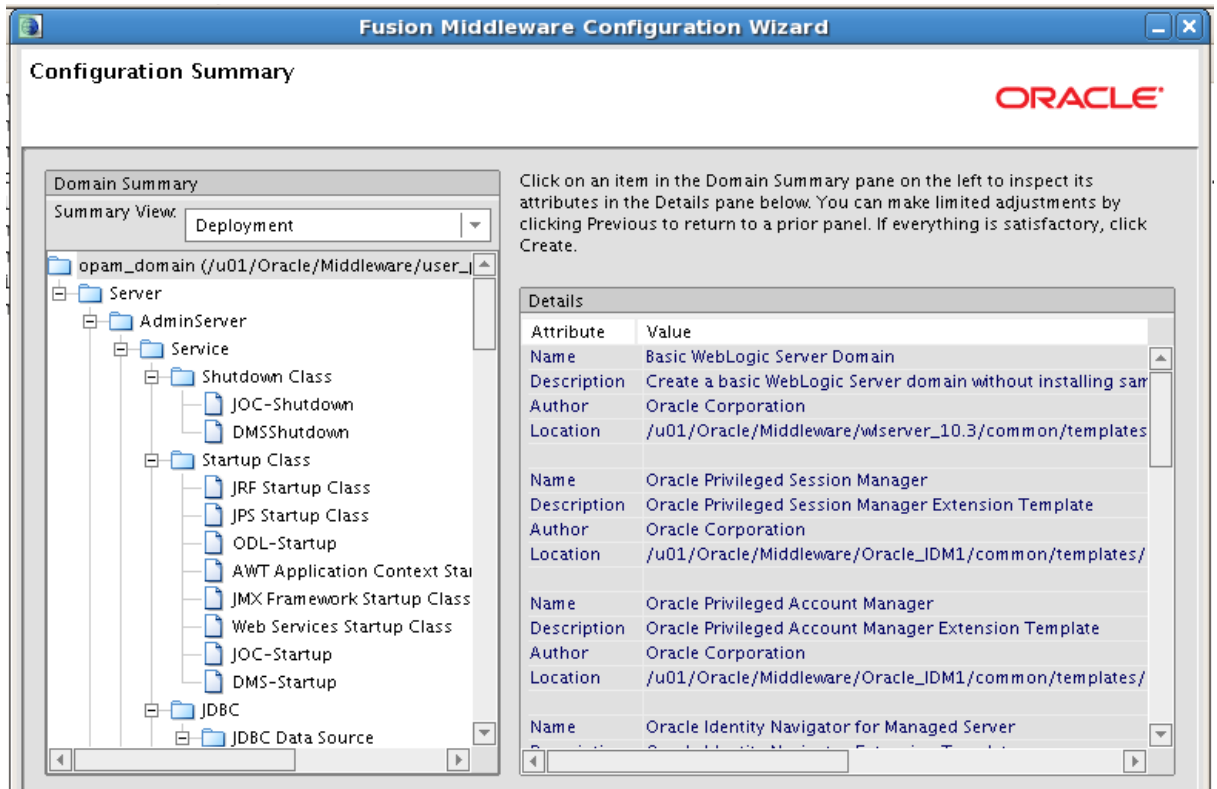 Fusion Middleware Configuration Wizard
Configuration Summary
ORACLE
Domain Summary
Summary View:
Deployment
opam_domain (/u01/Oracle/Middleware/user_
Server
AdminServer
Service
Shutdown Class
JOC-Shutdown
DMSShutdown
Startup Class
JRF Startup Class
JPS Startup Class
ODL-Startup
AWT Application Context Star
JMX Framework Startup Class
Web Services Startup Class
JOC-Startup
DMS-Startup
JDBC
JDBC Data Source
Click on an item in the Domain Summary pane on the left to inspect its
attributes in the Details pane below. You can make limited adjustments by
clicking Previous to return to a prior panel. If everything is satisfactory, click
Create.
Details
Attribute Value
Name Basic WebLogic Server Domain
Description Create a basic WebLogic Server domain without installing sam
Author Oracle Corporation
Location /u01/Oracle/Middleware/wlserver_10.3/common/templates
Name Oracle Privileged Session Manager
Description Oracle Privileged Session Manager Extension Template
Author Oracle Corporation
Location /u01/Oracle/Middleware/Oracle_IDM1/common/templates/
Name Oracle Privileged Account Manager
Description Oracle Privileged Account Manager Extension Template
Author Oracle Corporation
Location /u01/Oracle/Middleware/Oracle_IDM1/common/templates/
Name Oracle Identity Navigator for Managed Server